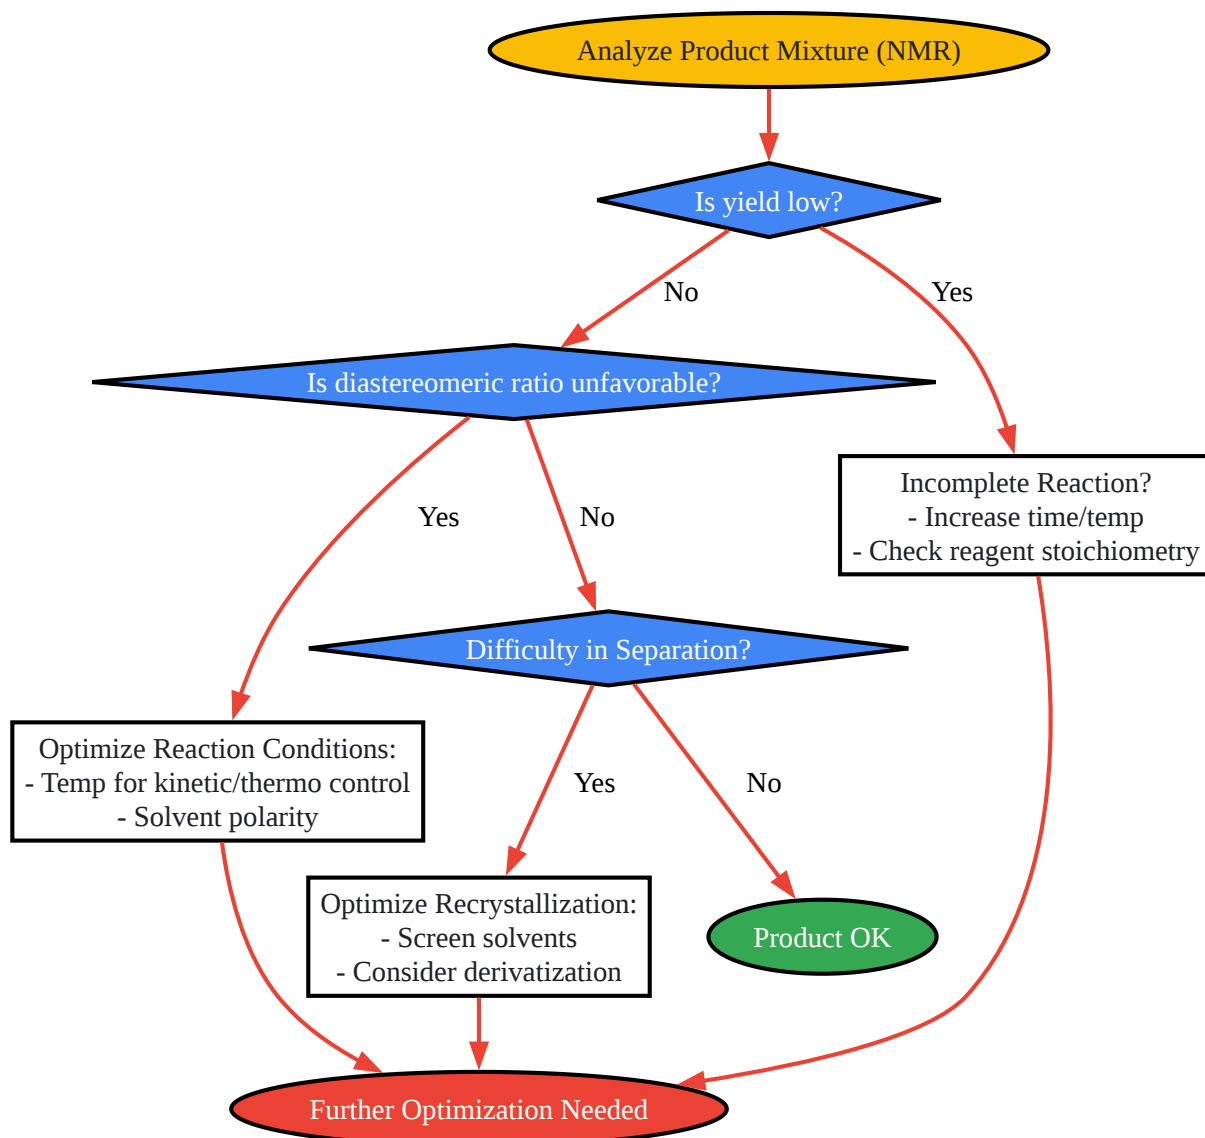 Analyze Product Mixture (NMR)
Is yield low?
No
Yes
Is diastereomeric ratio unfavorable?
Incomplete Reaction?
- Increase time/temp
- Check reagent stoichiometry
Yes
No
Difficulty in Separation?
Optimize Reaction Conditions:
- Temp for kinetic/thermo control
- Solvent polarity
Yes
No
Optimize Recrystallization:
- Screen solvents
- Consider derivatization
Product OK
Further Optimization Needed